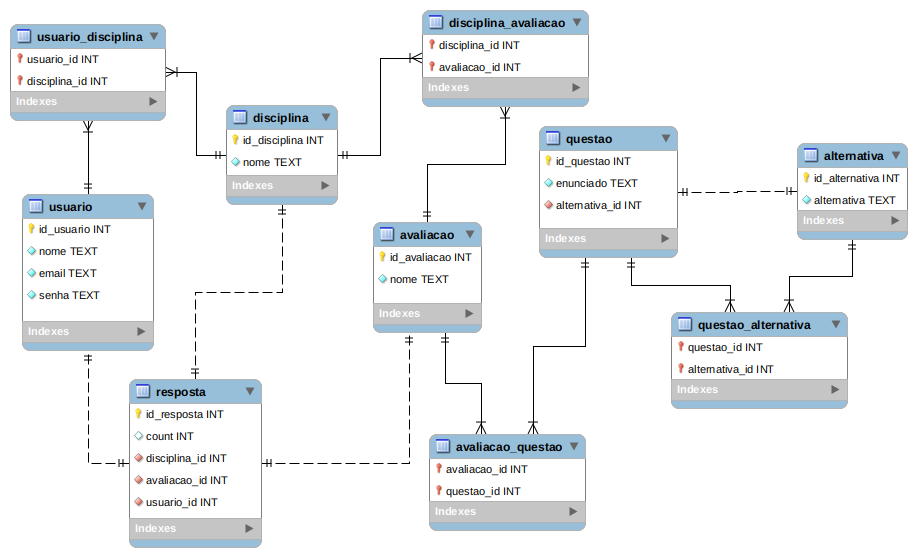 usuario_disciplina
usuario_id INT
disciplina_id INT
Indexes
disciplina_avaliacao
disciplina_id INT
avaliacao_id INT
Indexes
disciplina
id_disciplina INT
nome TEXT
Indexes
questao
id_questao INT
enunciado TEXT
alternativa_id INT
Indexes
alternativa
id_alternativa INT
alternativa TEXT
Indexes
usuario
id_usuario INT
nome TEXT
email TEXT
senha TEXT
Indexes
avaliacao
id_avaliacao INT
nome TEXT
Indexes
questao_alternativa
questao_id INT
alternativa_id INT
Indexes
resposta
id_resposta INT
count INT
disciplina_id INT
avaliacao_id INT
usuario_id INT
Indexes
avaliacao_questao
avaliacao_id INT
questao_id INT
Indexes